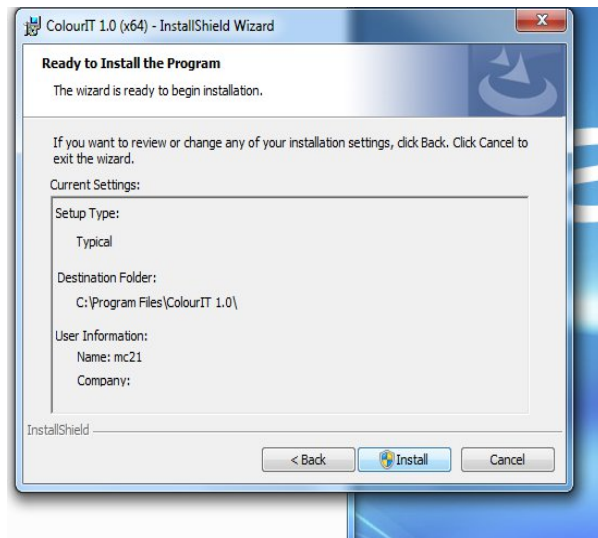 ColourIT 1.0 (x64) - InstallShield Wizard
Ready to Install the Program
The wizard is ready to begin installation.
If you want to review or change any of your installation settings, click Back. Click Cancel to
exit the wizard.
Current Settings:
Setup Type:
Typical
Destination Folder:
C:\Program Files\ColourIT 1.0\
User Information:
Name: mc21
Company:
InstallShield
< Back
Install
Cancel